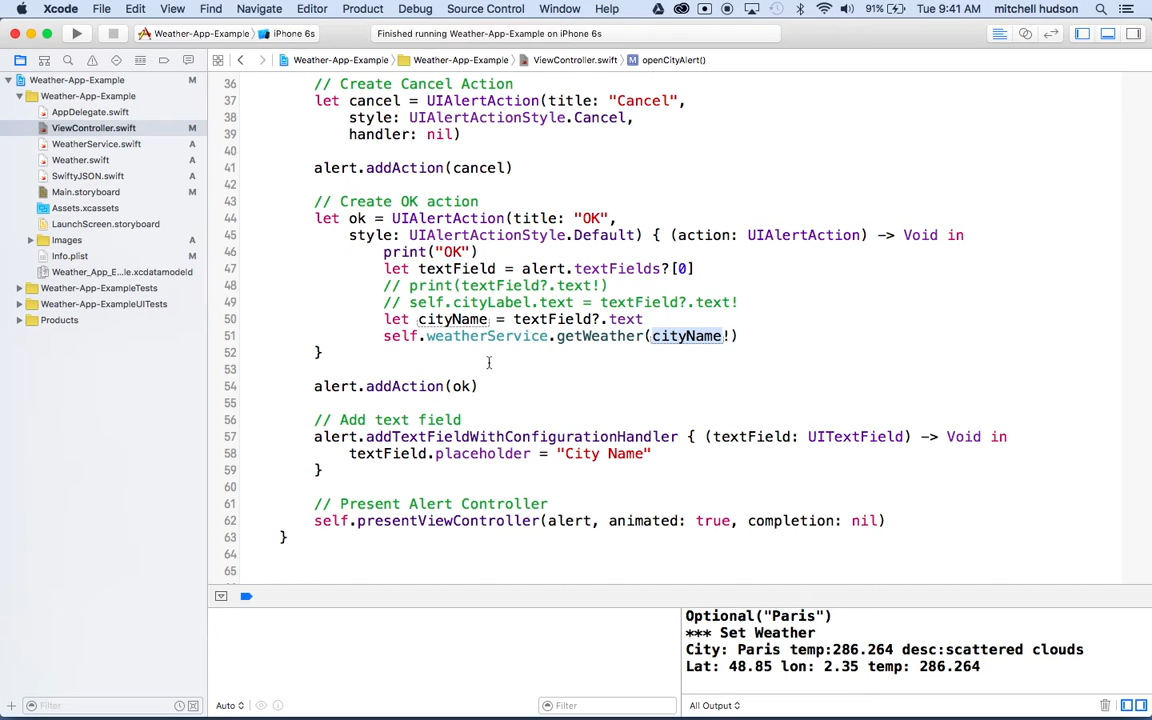 Xcode File Edit View Find Navigate Editor Product Debug Source Control Window Help 91% Tue 9:41 AM mitchell hudson
Weather-App-Example iPhone 6s Finished running Weather-App-Example on iPhone 6s
Weather-App-Example Weather-App-Example ViewController.swift M openCityAlert()
Weather-App-Example M
Weather-App-Example
AppDelegate.swift
ViewController.swift M
WeatherService.swift A
Weather.swift A
SwiftyJSON.swift A
Main.storyboard M
Assets.xcassets
LaunchScreen.storyboard
Images A
Info.plist M
Weather_App_E...le.xcdatamodeld
Weather-App-ExampleTests
Weather-App-ExampleUITests
Products
36 // Create Cancel Action
37 let cancel = UIAlertAction(title: "Cancel",
38 style: UIAlertActionStyle.Cancel,
39 handler: nil)
40
41 alert.addAction(cancel)
42
43 // Create OK action
44 let ok = UIAlertAction(title: "OK",
45 style: UIAlertActionStyle.Default) { (action: UIAlertAction) -> Void in
46 print("OK")
47 let textField = alert.textFields?[0]
48 // print(textField?.text!)
49 // self.cityLabel.text = textField?.text!
50 let cityName = textField?.text
51 self.weatherService.getWeather(cityName!)
52 }
53
54 alert.addAction(ok)
55
56 // Add text field
57 alert.addTextFieldWithConfigurationHandler { (textField: UITextField) -> Void in
58 textField.placeholder = "City Name"
59 }
60
61 // Present Alert Controller
62 self.presentViewController(alert, animated: true, completion: nil)
63 }
64
65
Optional("Paris")
*** Set Weather
City: Paris temp:286.264 desc:scattered clouds
Lat: 48.85 lon: 2.35 temp: 286.264
Filter Auto Filter All Output